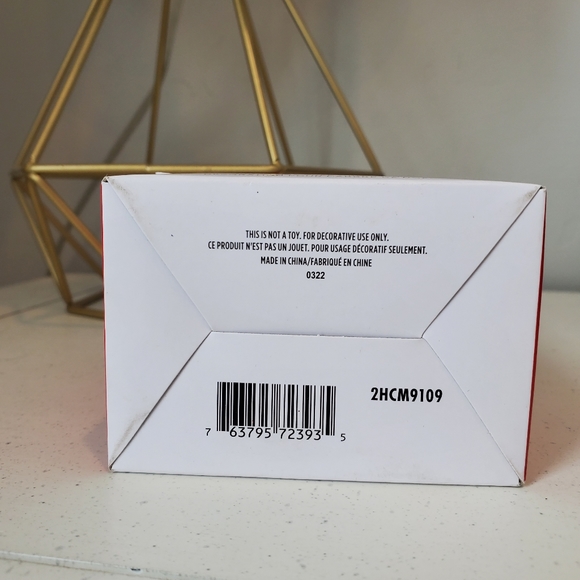 THIS IS NOT A TOY. FOR DECORATIVE USE ONLY.
CE PRODUIT N'EST PAS UN JOUET. POUR USAGE DÉCORATIF SEULEMENT.
MADE IN CHINA/FABRIQUÉ EN CHINE
0322
2HCM9109
7 63795 72393 5